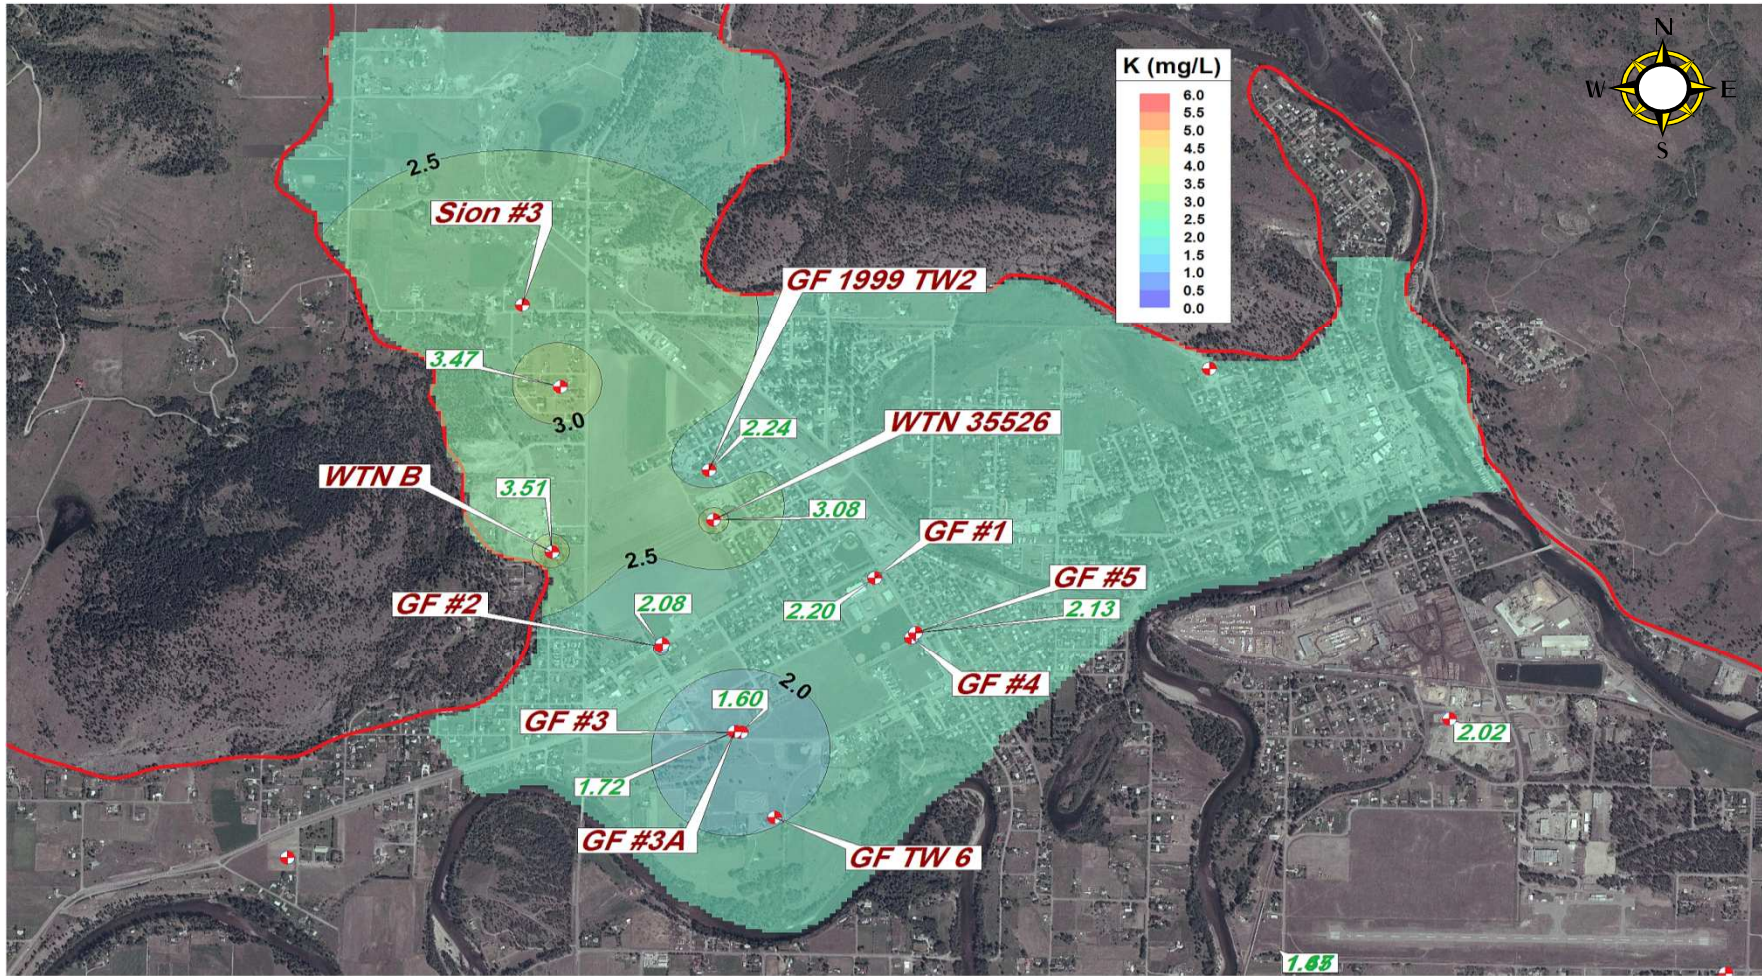 N
W E
S
K (mg/L)
6.0
5.5
5.0
4.5
4.0
3.5
3.0
2.5
2.0
1.5
1.0
0.5
0.0
2.5
Sion #3
GF 1999 TW2
3.47
3.0
2.24
WTN 35526
WTN B
3.51
3.08
2.5
GF #1
GF #5
GF #2
2.08
2.20
2.13
GF #4
2.0
1.60
GF #3
2.02
1.72
GF #3A
GF TW 6